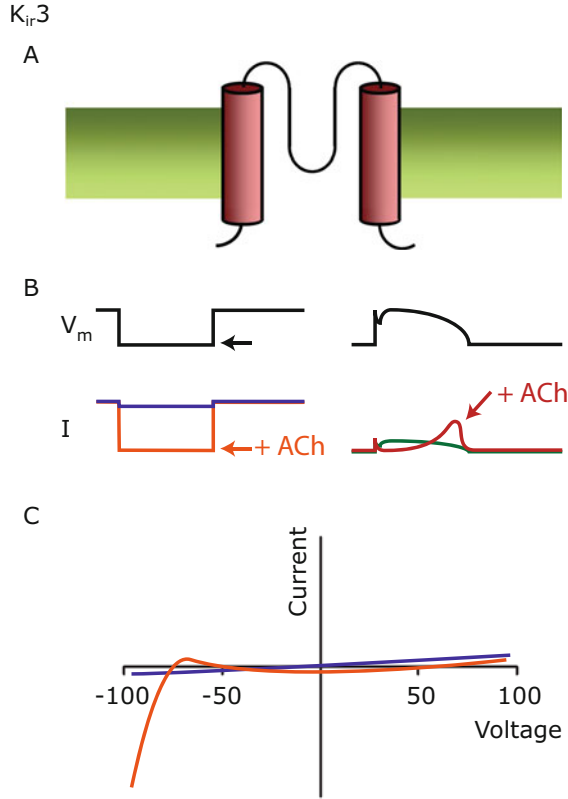 Kir3
A
B
Vm
I
+ ACh
+ ACh
C
Current
-100
-50
50
100
Voltage